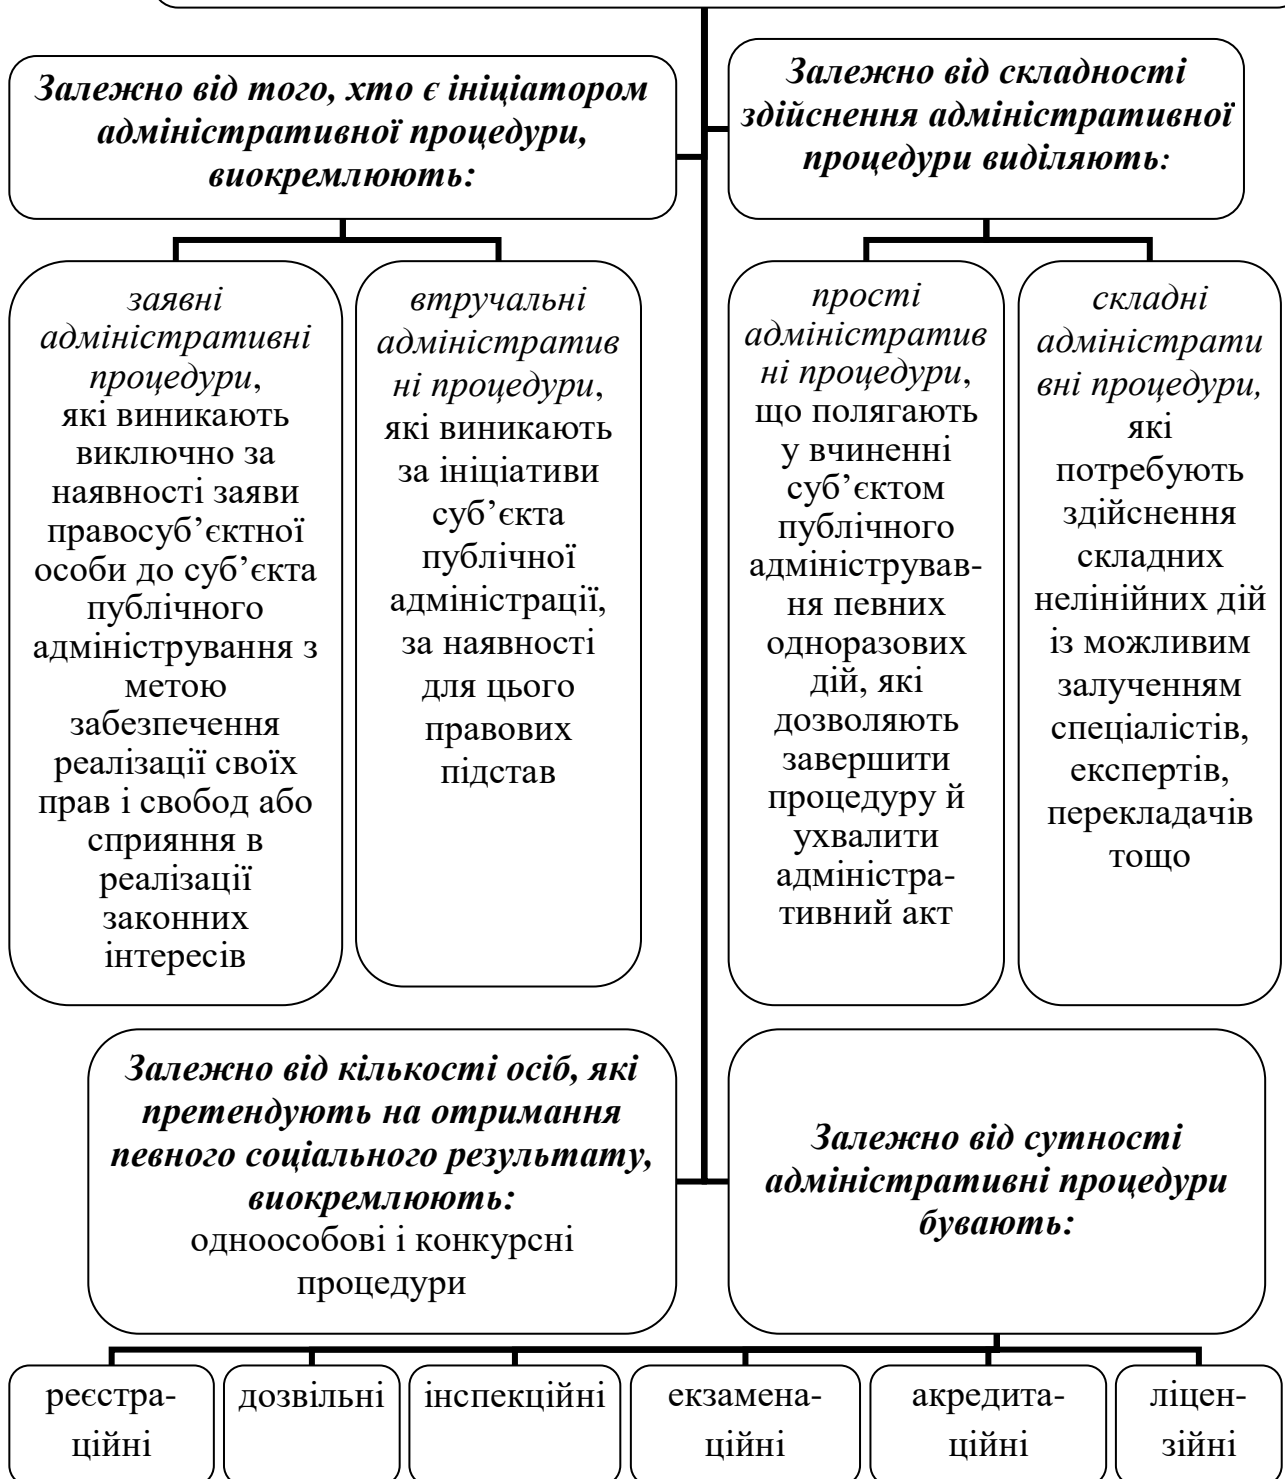 Залежно від того, хто є ініціатором
адміністративної процедури,
виокремлюють:
Залежно від складності
здійснення адміністративної
процедури виділяють:
заявні
адміністративні
процедури,
які виникають
виключно за
наявності заяви
правосуб’єктної
особи до суб’єкта
публічного
адміністрування з
метою
забезпечення
реалізації своїх
прав і свобод або
сприяння в
реалізації
законних
інтересів
втручальні
адміністратив
ні процедури,
які виникають
за ініціативи
суб’єкта
публічної
адміністрації,
за наявності
для цього
правових
підстав
прості
адміністратив
ні процедури,
що полягають
у вчиненні
суб’єктом
публічного
адмініструван-
ня певних
одноразових
дій, які
дозволяють
завершити
процедуру й
ухвалити
адміністра-
тивний акт
складні
адміністрати
вні процедури,
які
потребують
здійснення
складних
нелінійних дій
із можливим
залученням
спеціалістів,
експертів,
перекладачів
тощо
Залежно від кількості осіб, які
претендують на отримання
певного соціального результату,
виокремлюють:
одноособові і конкурсні
процедури
Залежно від сутності
адміністративні процедури
бувають:
реєстра-
ційні
дозвільні
інспекційні
екзамена-
ційні
акредита-
ційні
ліцен-
зійні